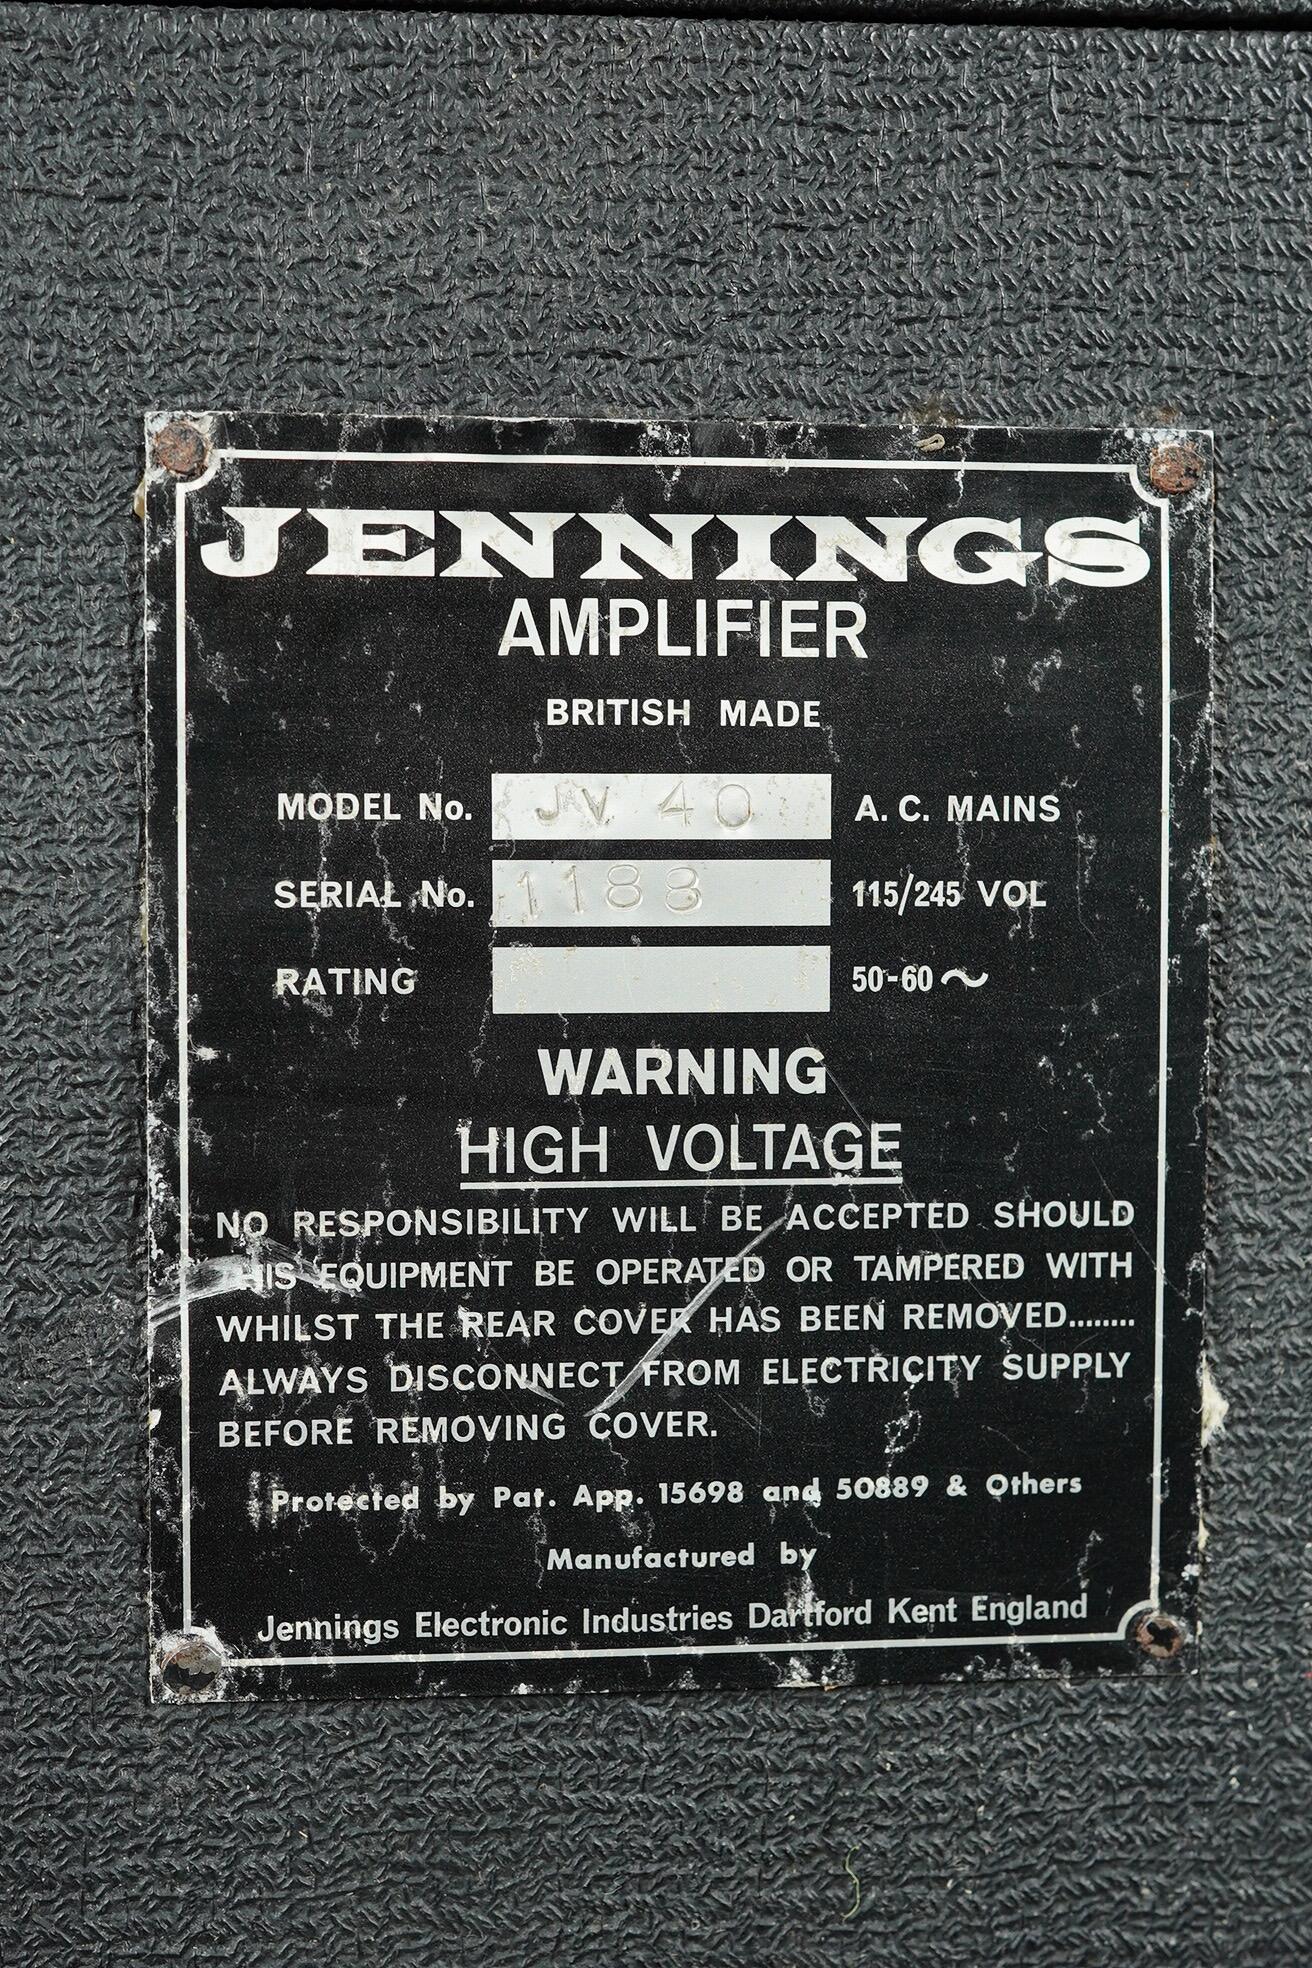 JENNINGS
AMPLIFIER
BRITISH MADE
MODEL No. JV 40 A. C. MAINS
SERIAL No. 1188 115/245 VOL
RATING 50-60 ~
WARNING
HIGH VOLTAGE
NO RESPONSIBILITY WILL BE ACCEPTED SHOULD
THIS EQUIPMENT BE OPERATED OR TAMPERED WITH
WHILST THE REAR COVER HAS BEEN REMOVED........
ALWAYS DISCONNECT FROM ELECTRICITY SUPPLY
BEFORE REMOVING COVER.
Protected by Pat. App. 15698 and 50889 & Others
Manufactured by
Jennings Electronic Industries Dartford Kent England